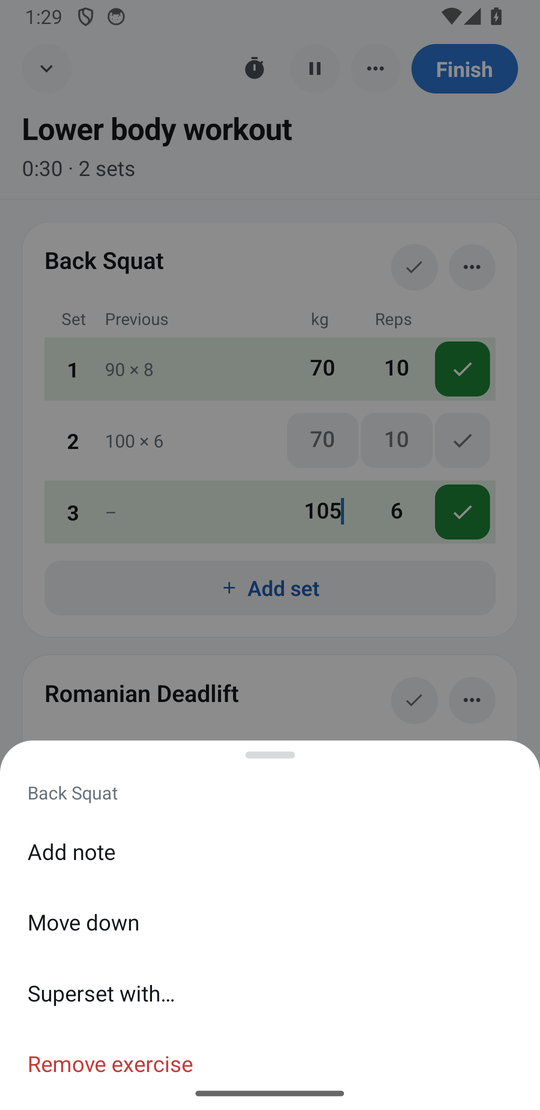 1:29
Finish
Lower body workout
0:30 · 2 sets
Back Squat
Set Previous kg Reps
1 90 × 8 70 10
2 100 × 6 70 10
3 – 105 6
+ Add set
Romanian Deadlift
Back Squat
Add note
Move down
Superset with…
Remove exercise